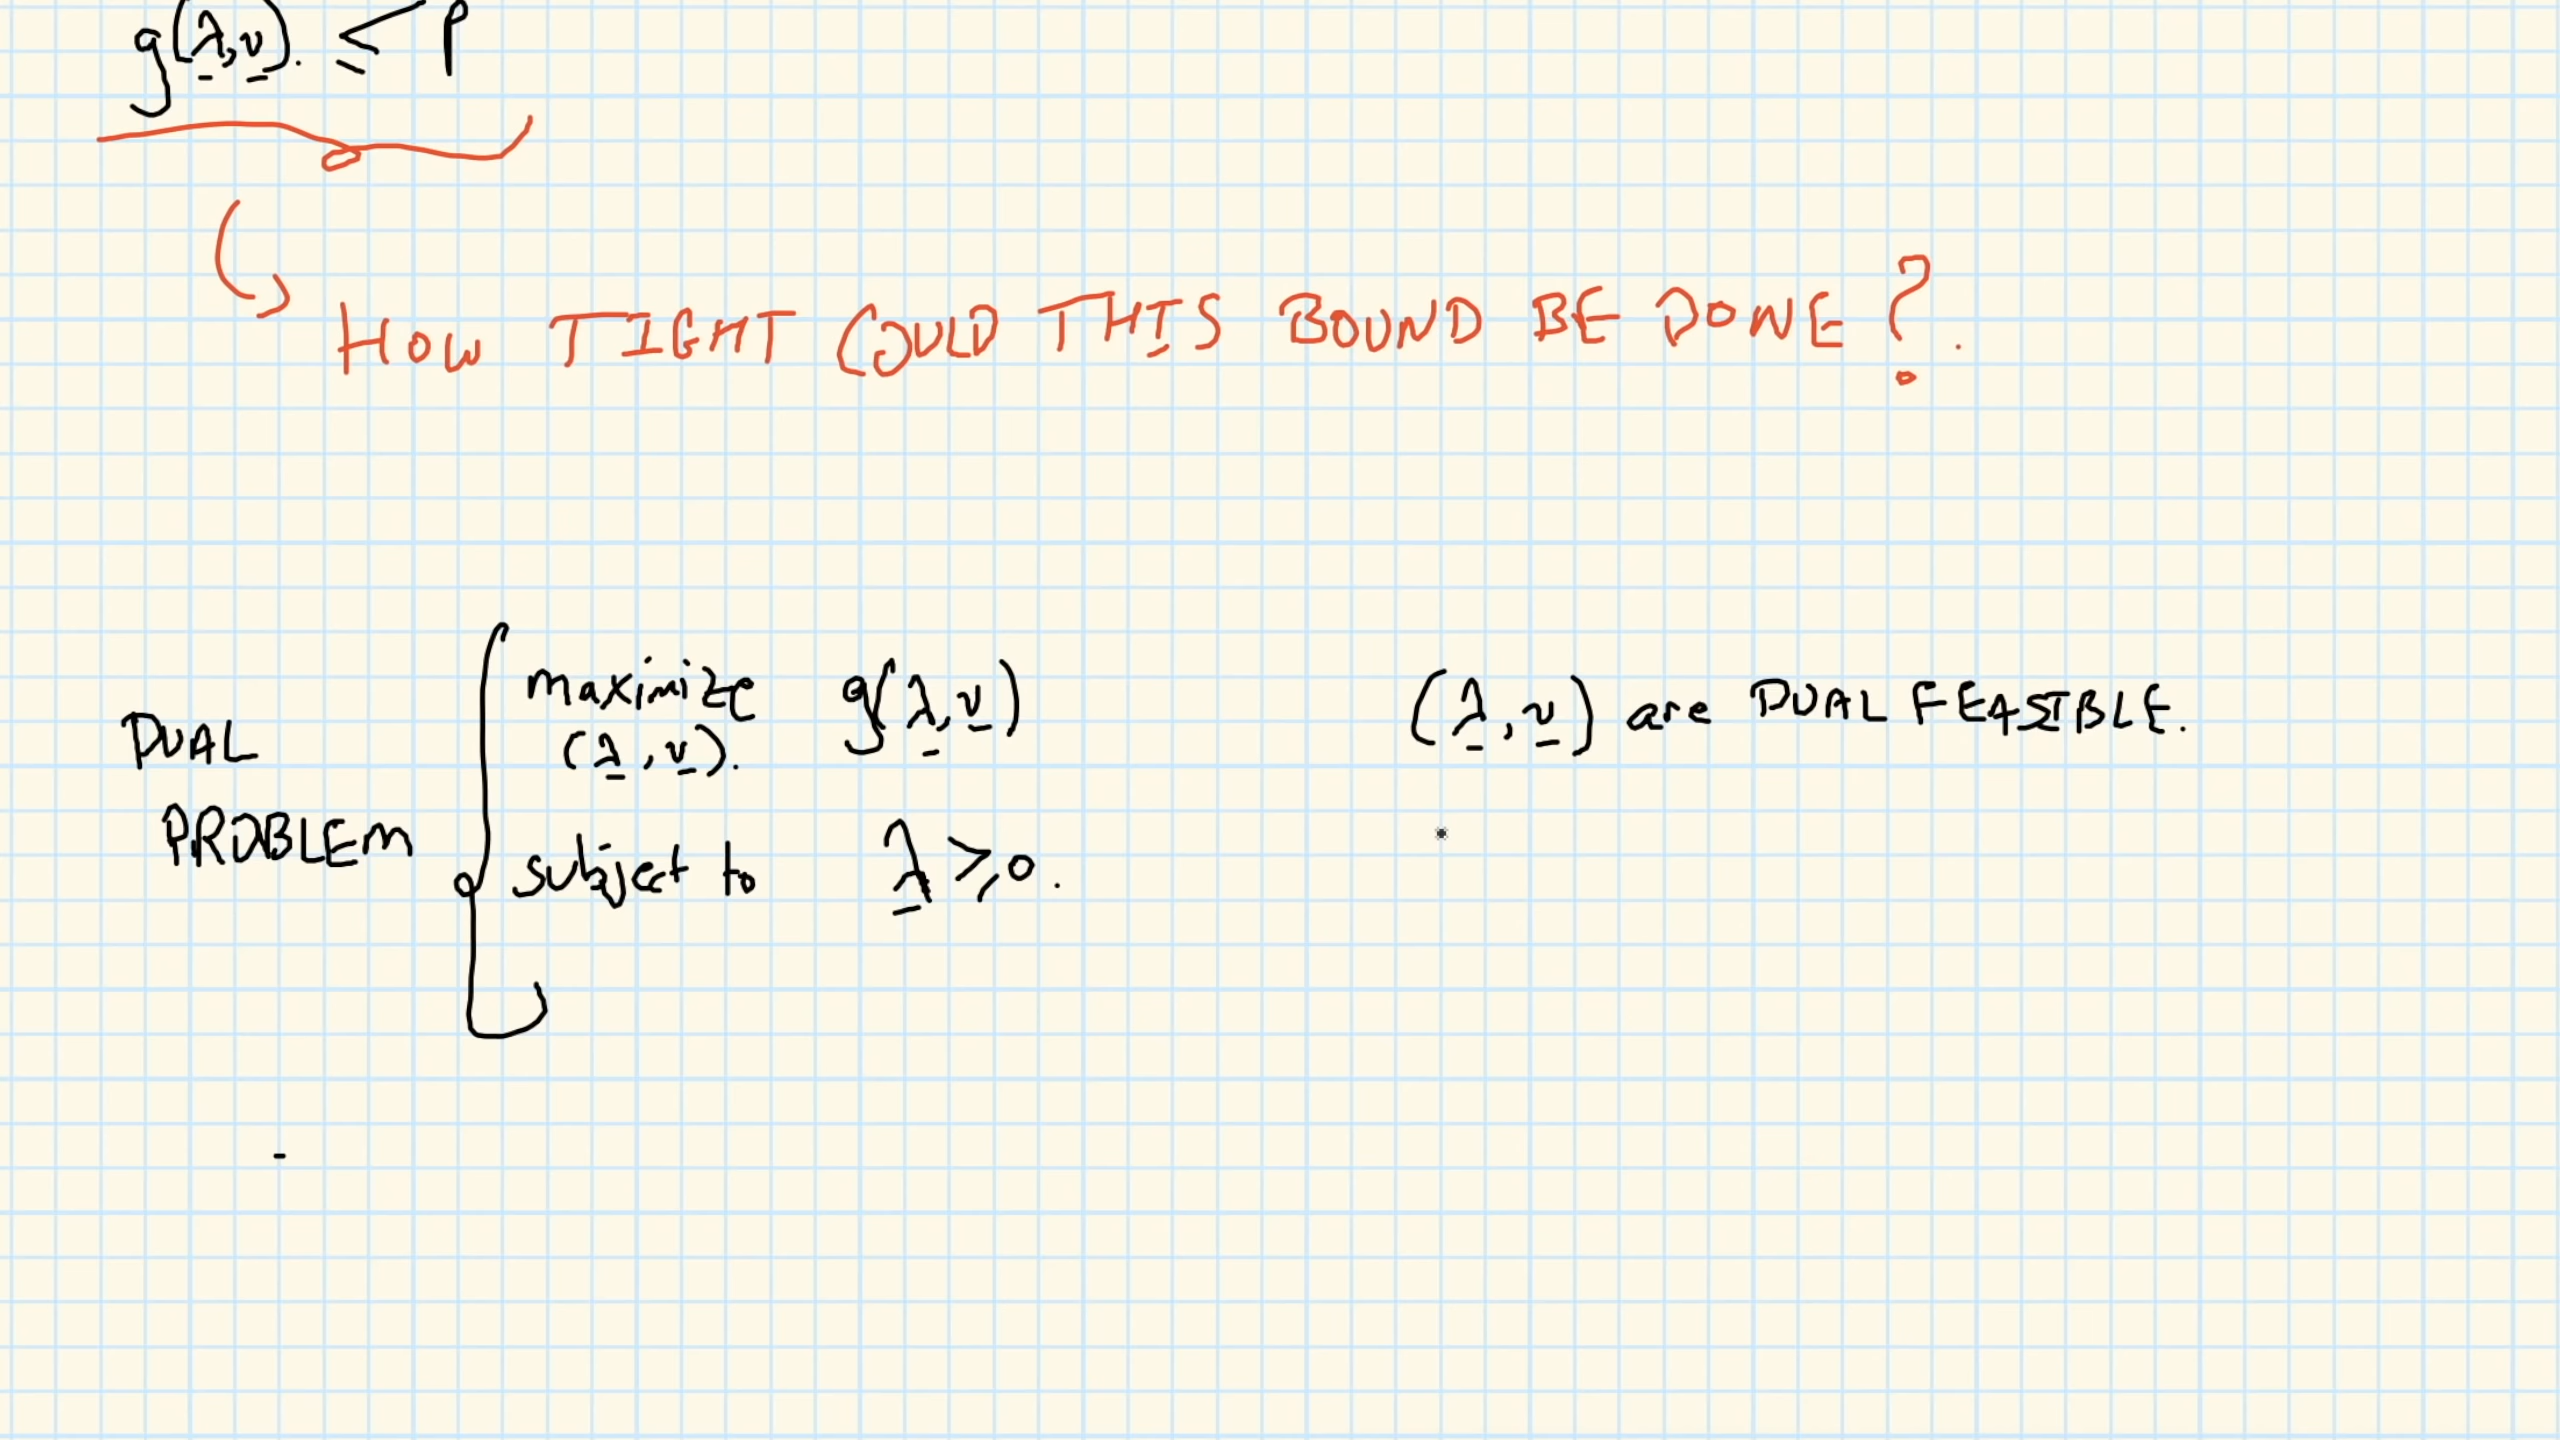 g(λ,ν). ≤ P
HOW TIGHT COULD THIS BOUND BE DONE?.
DUAL PROBLEM
maximize g(λ,ν)
(λ,ν).
subject to λ ≥ 0.
(λ,ν) are DUAL FEASIBLE.